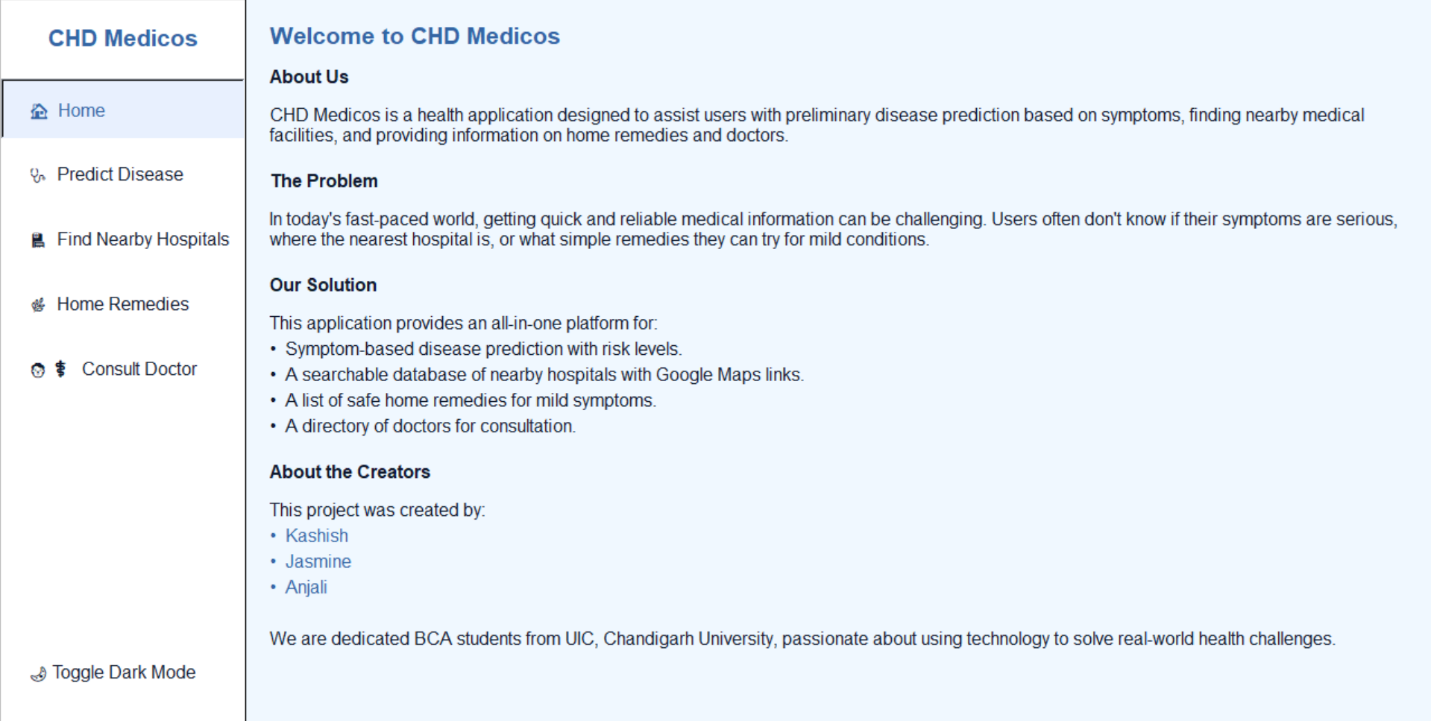 CHD Medicos
Home
Predict Disease
Find Nearby Hospitals
Home Remedies
Consult Doctor
Toggle Dark Mode
Welcome to CHD Medicos
About Us
CHD Medicos is a health application designed to assist users with preliminary disease prediction based on symptoms, finding nearby medical
facilities, and providing information on home remedies and doctors.
The Problem
In today's fast-paced world, getting quick and reliable medical information can be challenging. Users often don't know if their symptoms are serious,
where the nearest hospital is, or what simple remedies they can try for mild conditions.
Our Solution
This application provides an all-in-one platform for:
• Symptom-based disease prediction with risk levels.
• A searchable database of nearby hospitals with Google Maps links.
• A list of safe home remedies for mild symptoms.
• A directory of doctors for consultation.
About the Creators
This project was created by:
• Kashish
• Jasmine
• Anjali
We are dedicated BCA students from UIC, Chandigarh University, passionate about using technology to solve real-world health challenges.